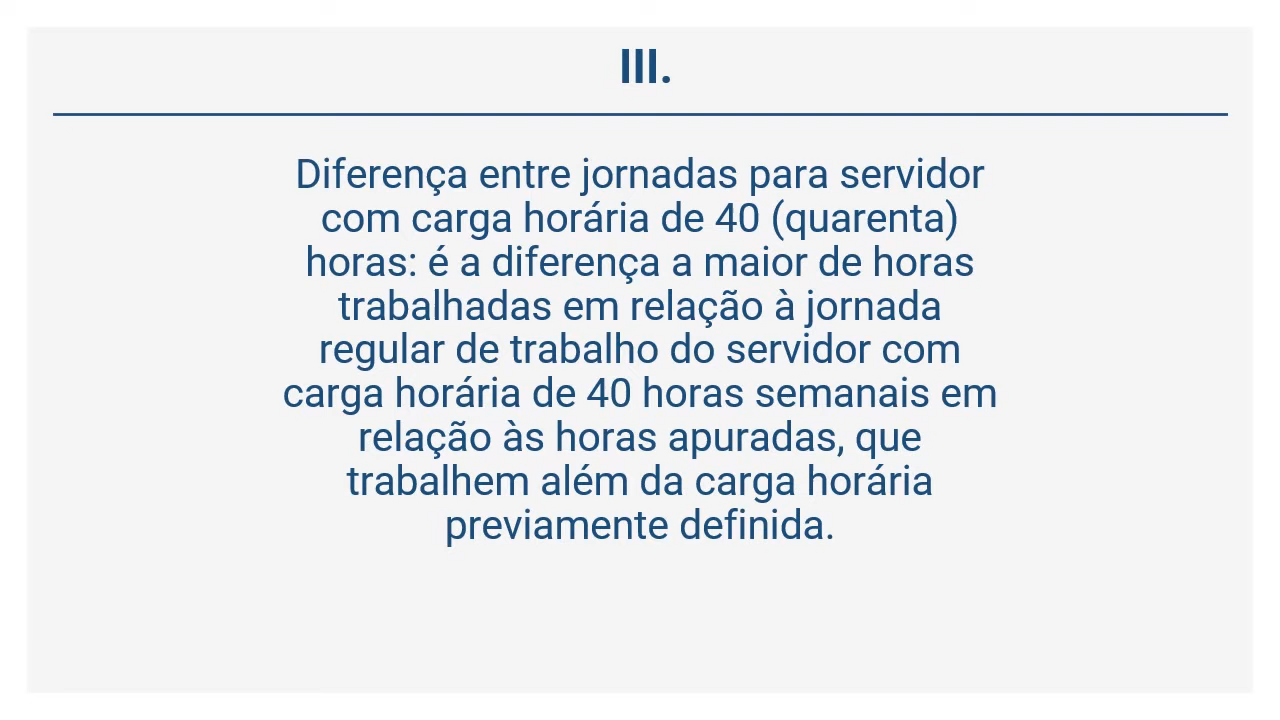 III.
Diferença entre jornadas para servidor
com carga horária de 40 (quarenta)
horas: é a diferença a maior de horas
trabalhadas em relação à jornada
regular de trabalho do servidor com
carga horária de 40 horas semanais em
relação às horas apuradas, que
trabalhem além da carga horária
previamente definida.